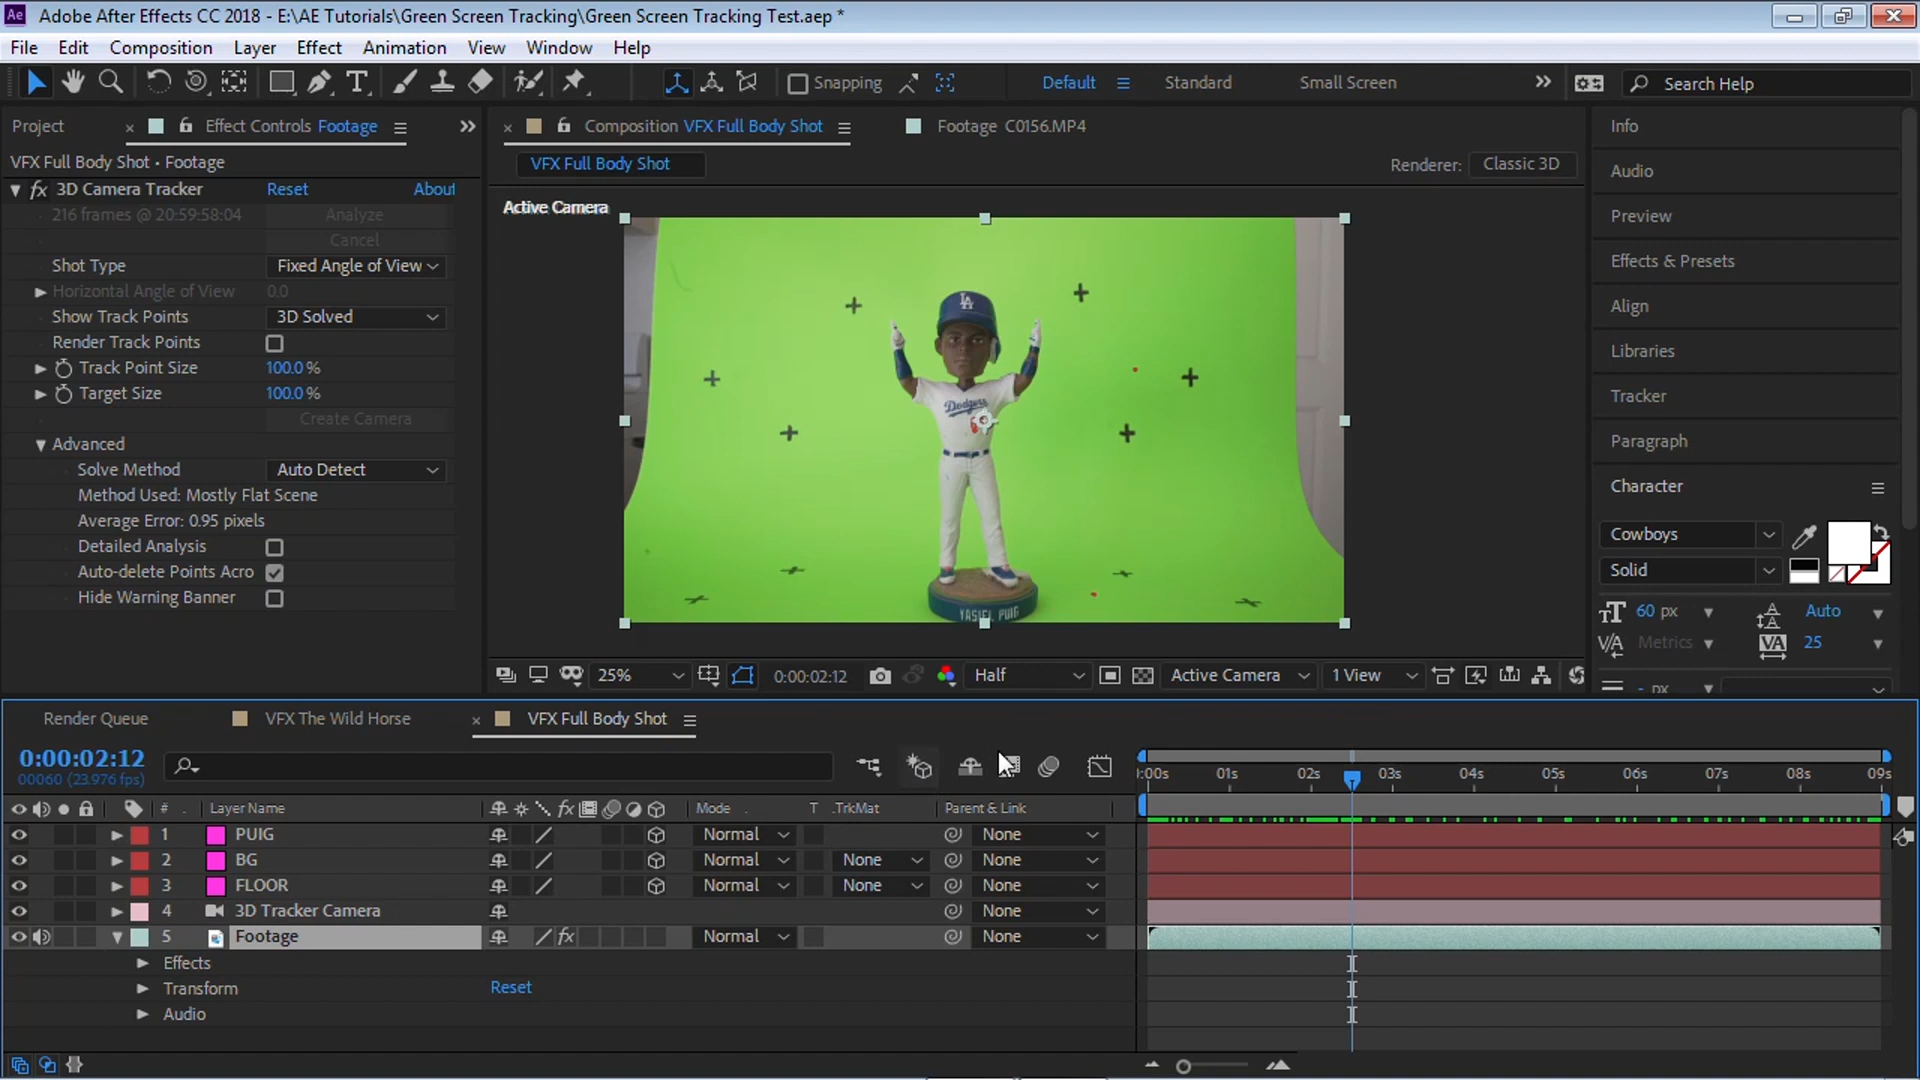 Adobe After Effects CC 2018 - E:\AE Tutorials\Green Screen Tracking\Green Screen Tracking Test.aep *
File Edit Composition Layer Effect Animation View Window Help
Snapping Default Standard Small Screen Search Help
Project Effect Controls Footage Composition VFX Full Body Shot Footage C0156.MP4 Info
VFX Full Body Shot • Footage VFX Full Body Shot Renderer: Classic 3D Audio
fx 3D Camera Tracker Reset About
Active Camera
216 frames @ 20:59:58:04 Analyze Preview
Cancel
Shot Type Fixed Angle of View Effects & Presets
Horizontal Angle of View 0.0
Show Track Points 3D Solved Align
Render Track Points Libraries
Track Point Size 100.0 %
Target Size 100.0 % Tracker
Create Camera
Advanced Paragraph
Solve Method Auto Detect
Method Used: Mostly Flat Scene Character
Average Error: 0.95 pixels Cowboys
Detailed Analysis
Auto-delete Points Acro Solid
Hide Warning Banner
LA
Dodgers
YASIEL PUIG
60 px Auto
Metrics 25
- px
25% 0:00:02:12 Half Active Camera 1 View
Render Queue VFX The Wild Horse VFX Full Body Shot
0:00:02:12
00060 (23.976 fps)
:00s 01s 02s 03s 04s 05s 06s 07s 08s 09s
# Layer Name fx Mode T .TrkMat Parent & Link
1 PUIG Normal None
2 BG Normal None None
3 FLOOR Normal None None
4 3D Tracker Camera None
5 Footage fx Normal None
Effects
Transform Reset
Audio